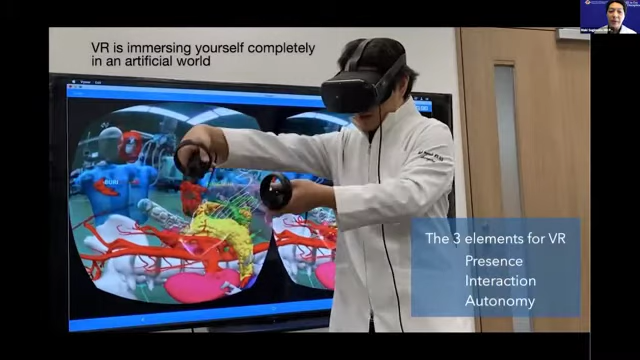 VR is immersing yourself completely
in an artificial world
The 3 elements for VR
Presence
Interaction
Autonomy